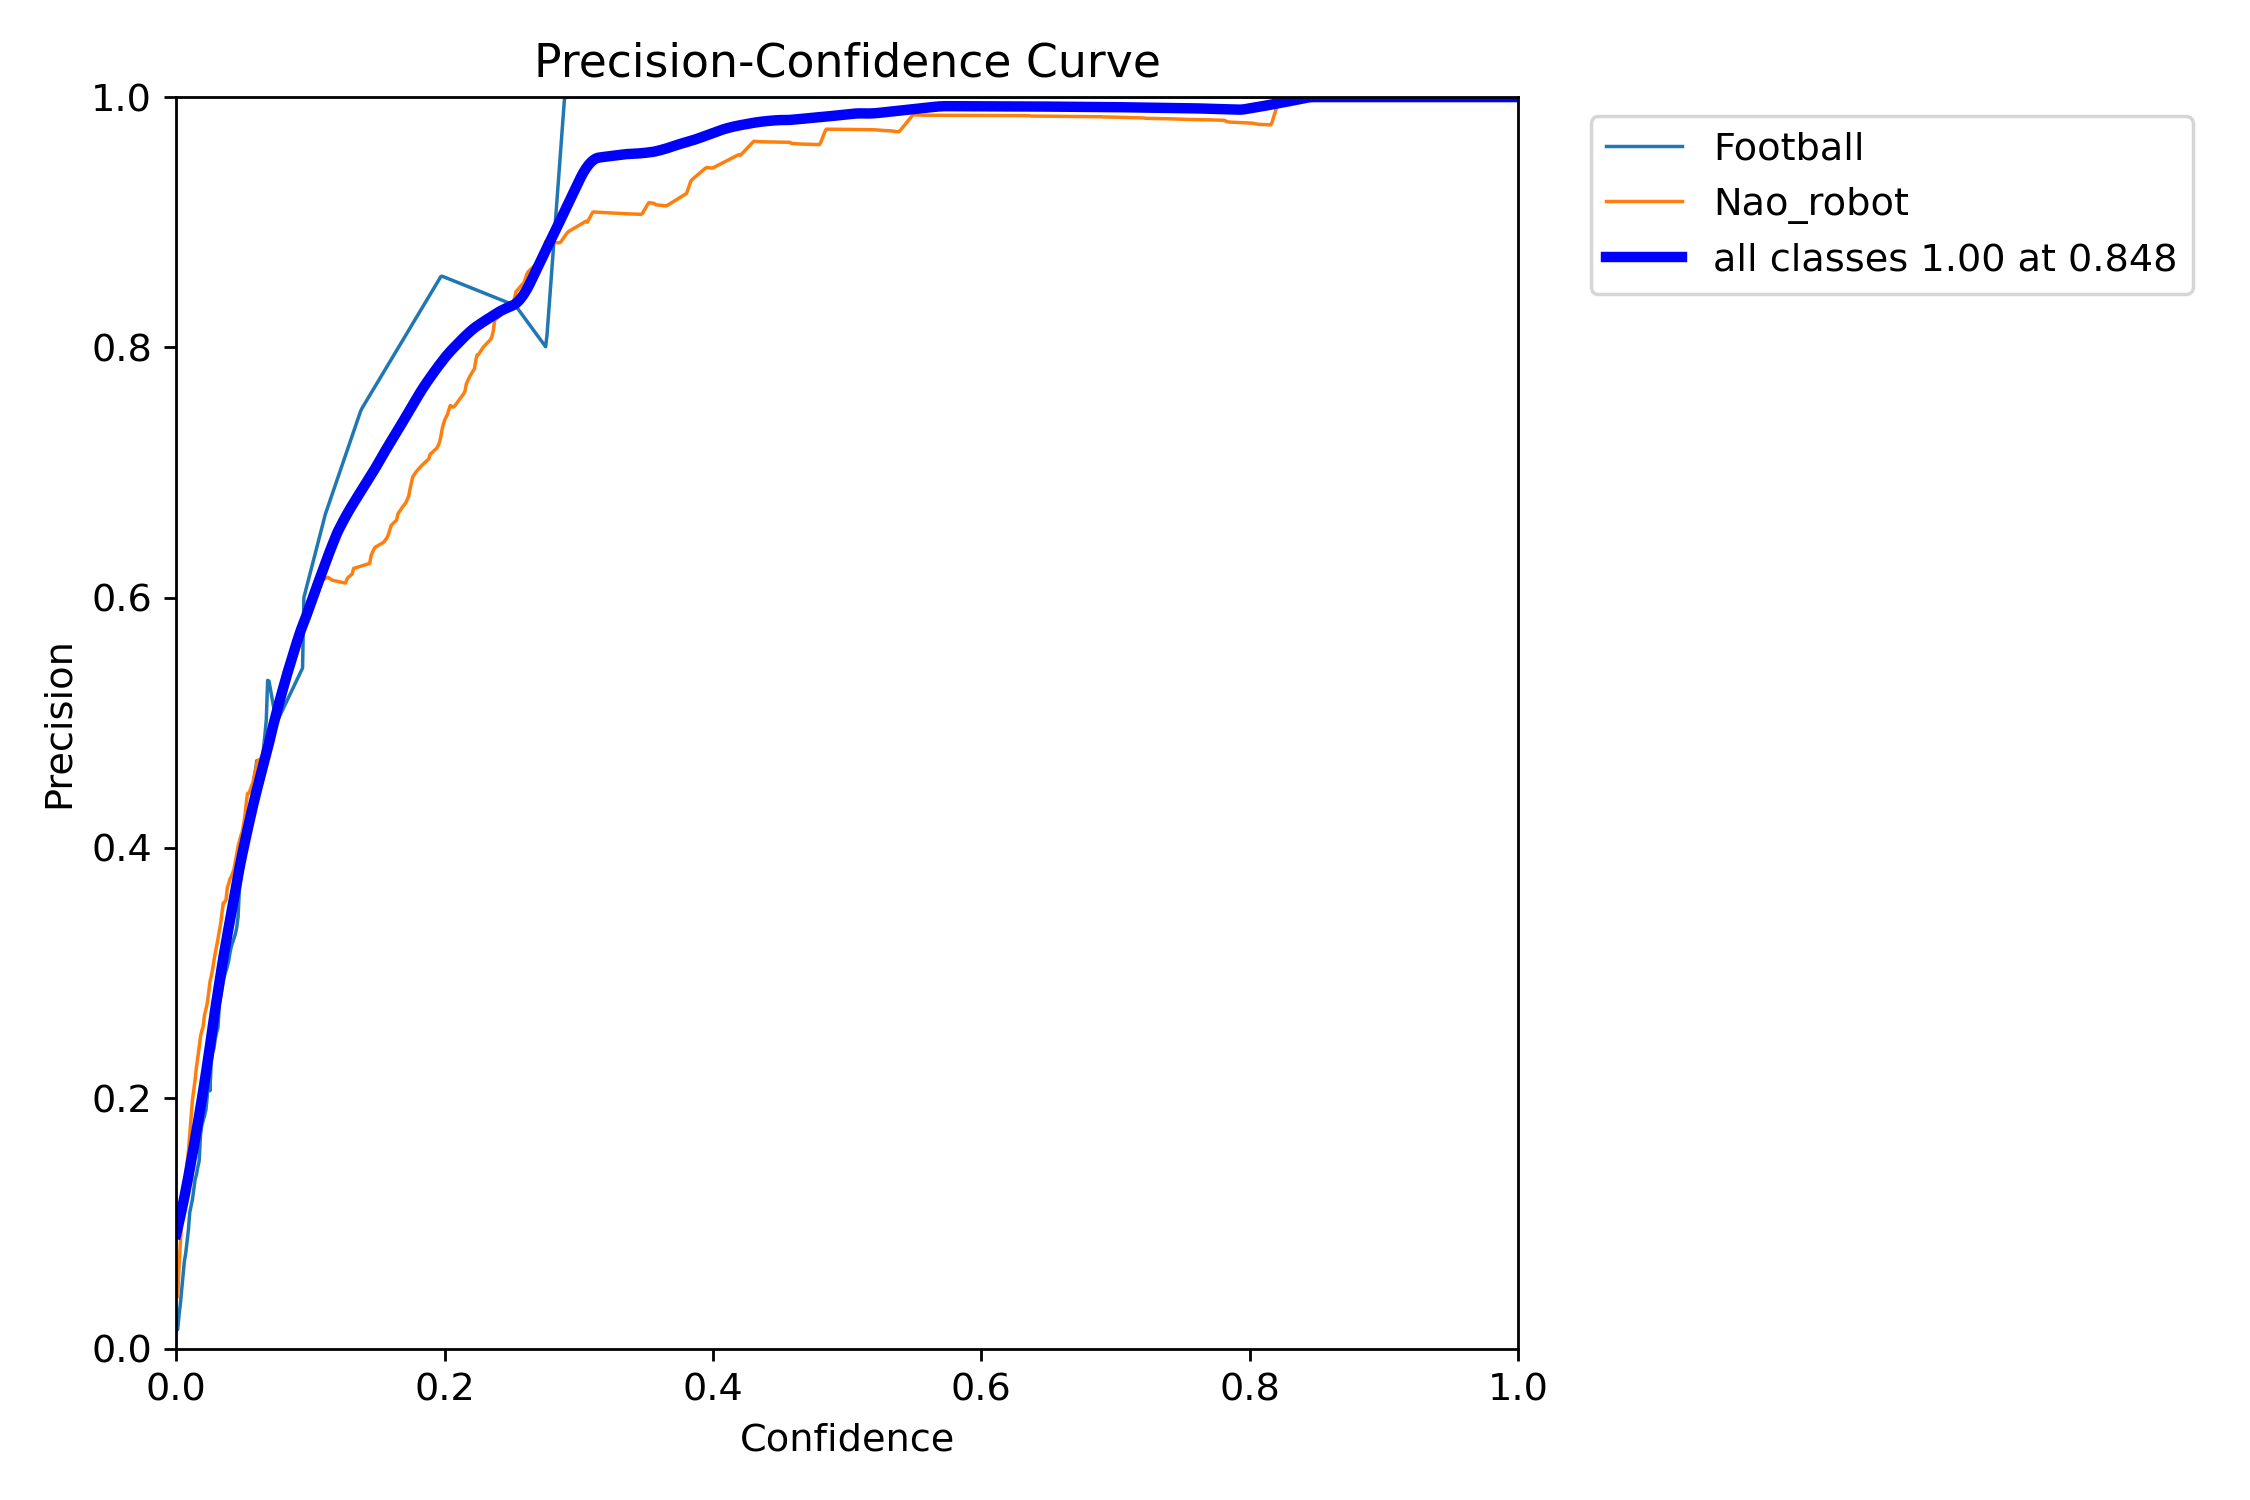 Precision-Confidence Curve
1.0
0.8
0.6
0.4
0.2
0.0
Precision
0.0 0.2 0.4 0.6 0.8 1.0
Confidence
Football
Nao_robot
all classes 1.00 at 0.848